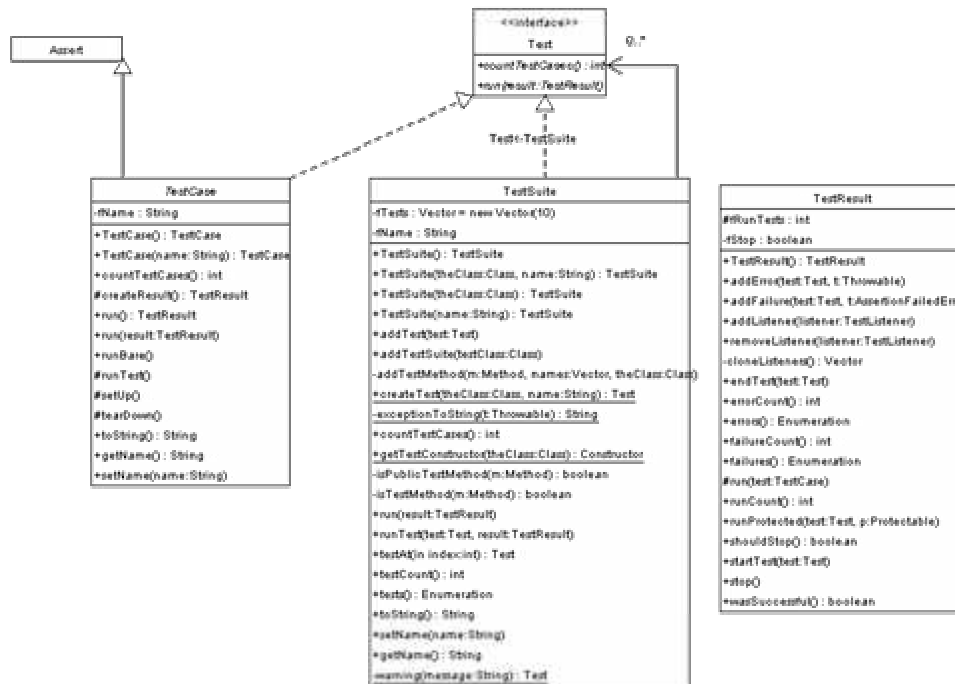 Assert
<<interface>>
Test
+countTestCases() : int
+run(result:TestResult)
0..*
Test<-TestSuite
TestCase
-fName : String
+TestCase() : TestCase
+TestCase(name:String) : TestCase
+countTestCases() : int
#createResult() : TestResult
+run() : TestResult
+run(result:TestResult)
+runBare()
#runTest()
#setUp()
#tearDown()
+toString() : String
+getName() : String
+setName(name:String)
TestSuite
-fTests : Vector = new Vector(10)
-fName : String
+TestSuite() : TestSuite
+TestSuite(theClass:Class, name:String) : TestSuite
+TestSuite(theClass:Class) : TestSuite
+TestSuite(name:String) : TestSuite
+addTest(test:Test)
+addTestSuite(testClass:Class)
-addTestMethod(m:Method, names:Vector, theClass:Class)
+createTest(theClass:Class, name:String) : Test
-exceptionToString(t:Throwable) : String
+countTestCases() : int
+getTestConstructor(theClass:Class) : Constructor
-isPublicTestMethod(m:Method) : boolean
-isTestMethod(m:Method) : boolean
+run(result:TestResult)
+runTest(test:Test, result:TestResult)
+testAt(in index:int) : Test
+testCount() : int
+tests() : Enumeration
+toString() : String
+setName(name:String)
+getName() : String
-warning(message:String) : Test
TestResult
#fRunTests : int
-fStop : boolean
+TestResult() : TestResult
+addError(test:Test, t:Throwable)
+addFailure(test:Test, t:AssertionFailedErr
+addListener(listener:TestListener)
+removeListener(listener:TestListener)
-cloneListeners() : Vector
+endTest(test:Test)
+errorCount() : int
+errors() : Enumeration
+failureCount() : int
+failures() : Enumeration
#run(test:TestCase)
+runCount() : int
+runProtected(test:Test, p:Protectable)
+shouldStop() : boolean
+startTest(test:Test)
+stop()
+wasSuccessful() : boolean